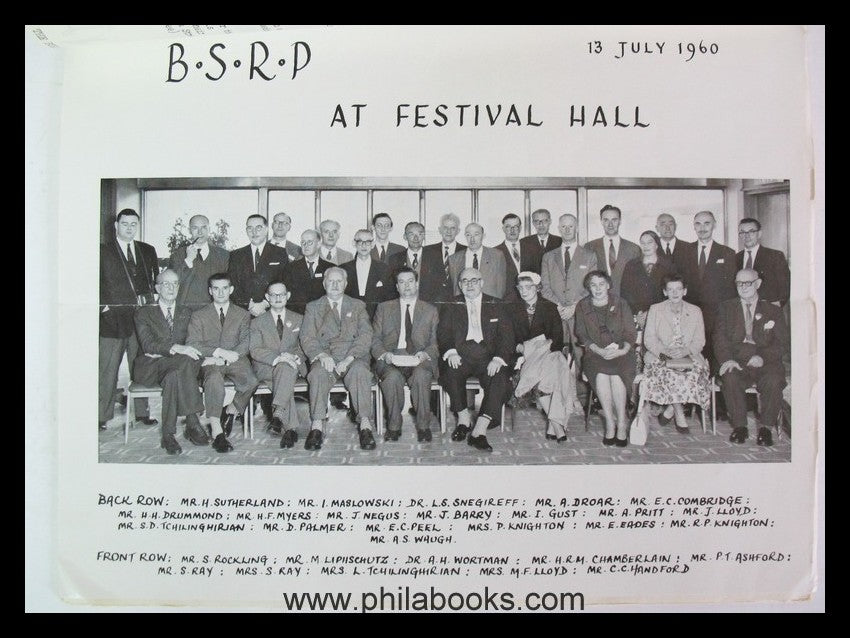 B·S·R·P
13 JULY 1960
AT FESTIVAL HALL
BACK ROW: MR. H. SUTHERLAND: MR. I. MASLOWSKI: DR. L.S. SNEGIREFF: MR. A. DROAR: MR. E.C. COMBRIDGE:
MR. H.H. DRUMMOND: MR. H.F. MYERS: MR. J. NEGUS: MR. J. BARRY: MR. I. GUST: MR. A. PRITT: MR. J. LLOYD:
MR. S.D. TCHILINGHIRIAN: MR. D. PALMER: MR. E.C. PEEL: MRS. P. KNIGHTON: MR. E. EADES: MR. R.P. KNIGHTON:
MR. A.S. WAUGH.
FRONT ROW: MR. S. ROCKLING: MR. M LIPIISCHUTZ: DR A.H. WORTMAN: MR. H.R.M. CHAMBERLAIN: MR. P.T. ASHFORD:
MR. S. RAY: MRS. S. RAY: MRS. L. TCHILINGHIRIAN: MRS. M.F. LLOYD: MR. C.C. HANDFORD
www.philabooks.com